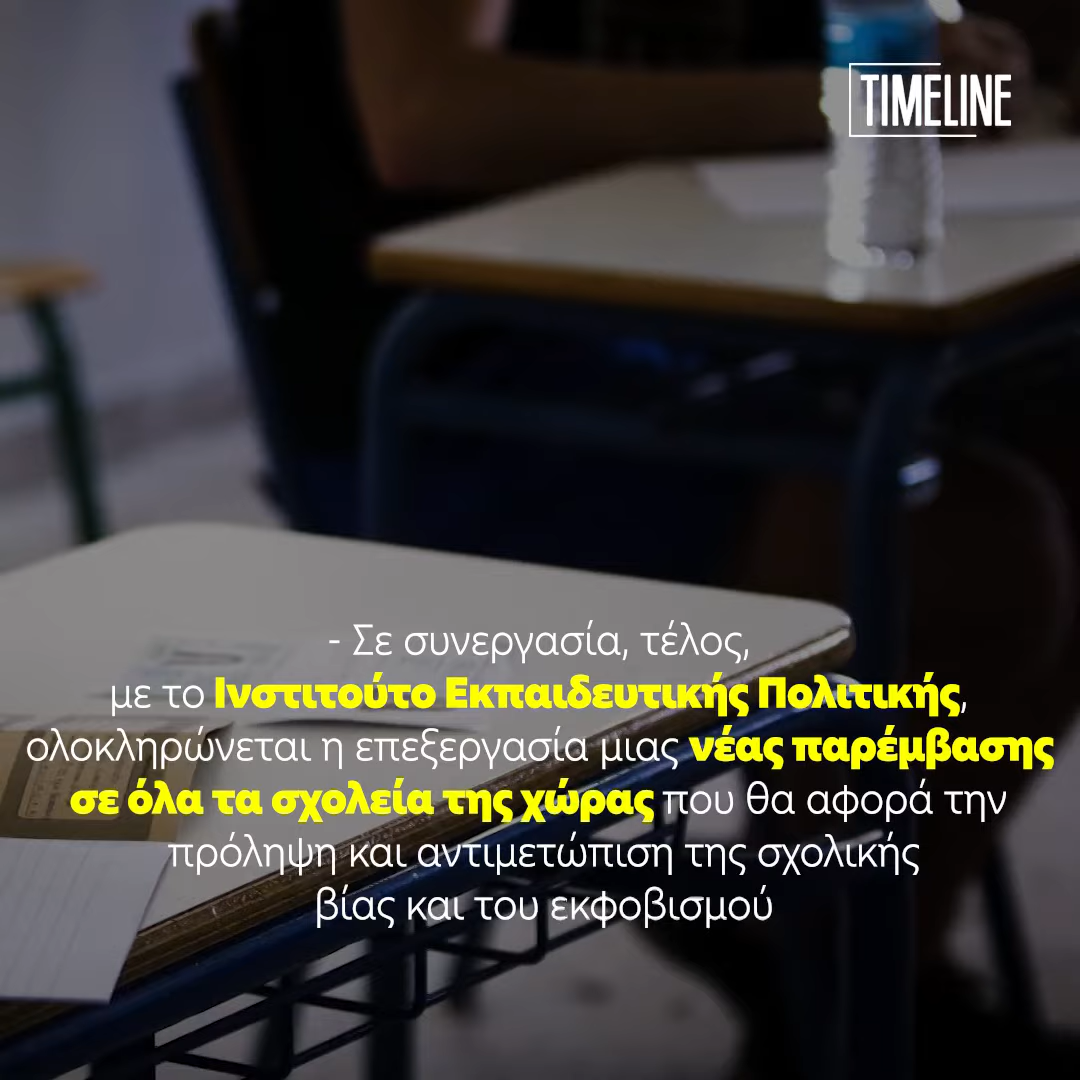 TIMELINE
- Σε συνεργασία, τέλος,
με το Ινστιτούτο Εκπαιδευτικής Πολιτικής,
ολοκληρώνεται η επεξεργασία μιας νέας παρέμβασης
σε όλα τα σχολεία της χώρας που θα αφορά την
πρόληψη και αντιμετώπιση της σχολικής
βίας και του εκφοβισμού